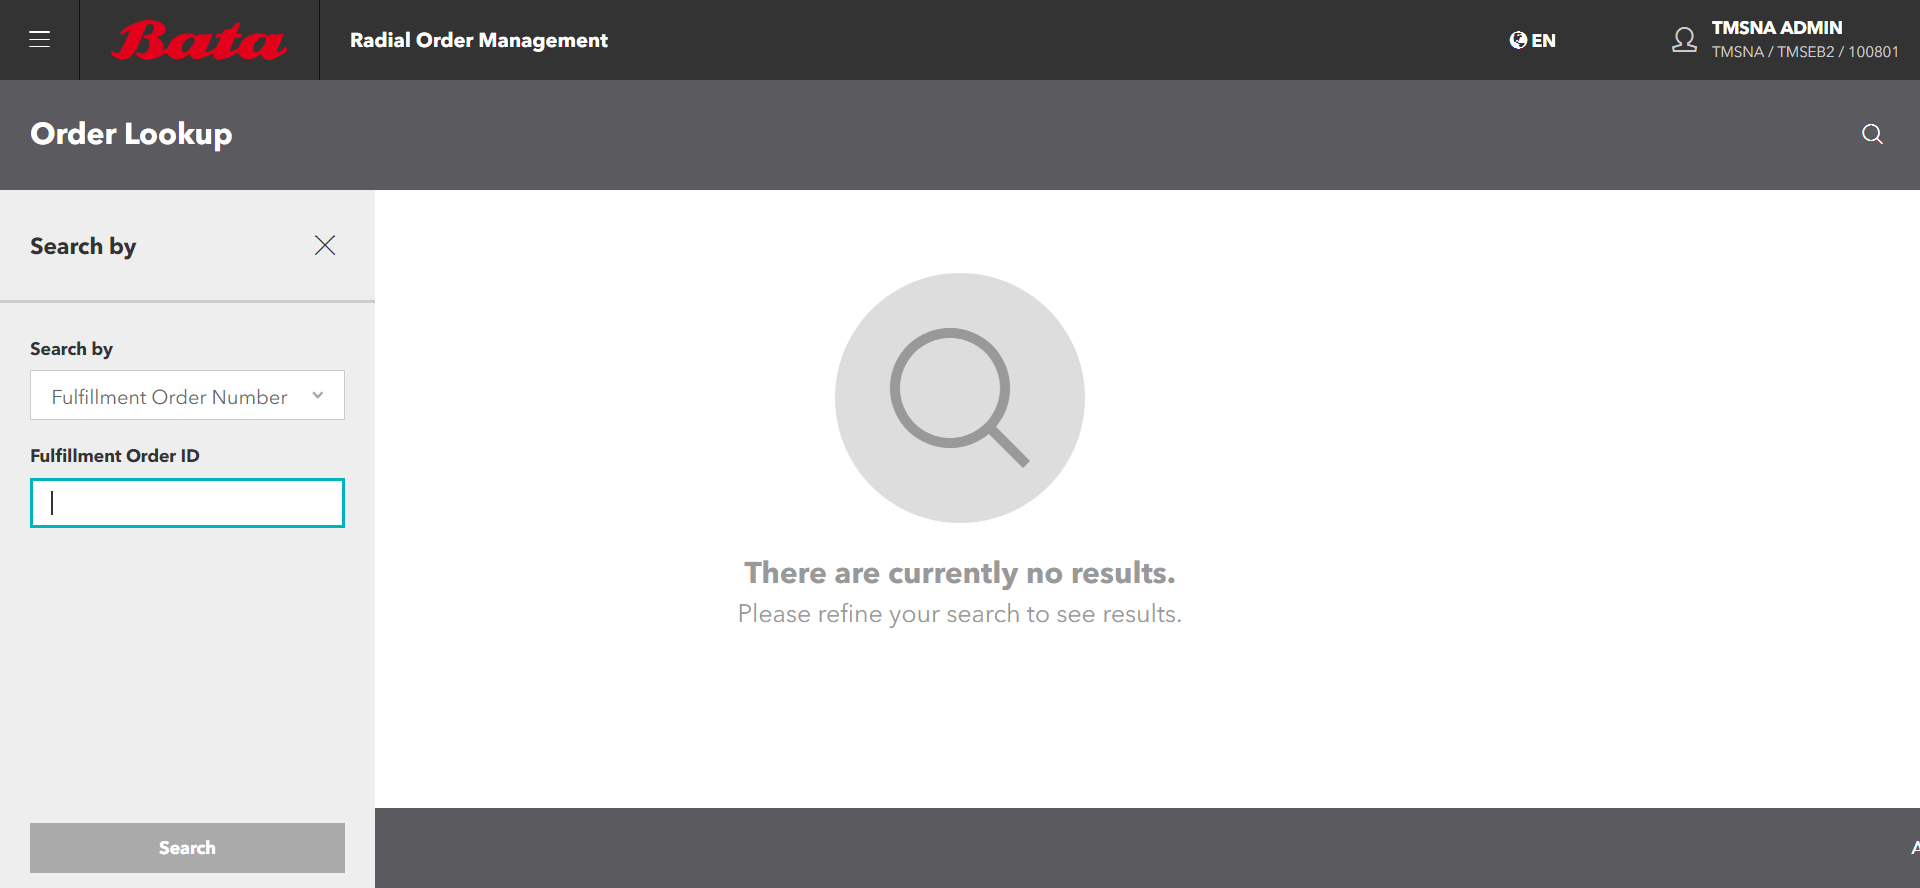 Bata
Radial Order Management
EN
TMSNA ADMIN
TMSNA / TMSEB2 / 100801
Order Lookup
Search by
Search by
Fulfillment Order Number
Fulfillment Order ID
There are currently no results.
Please refine your search to see results.
Search